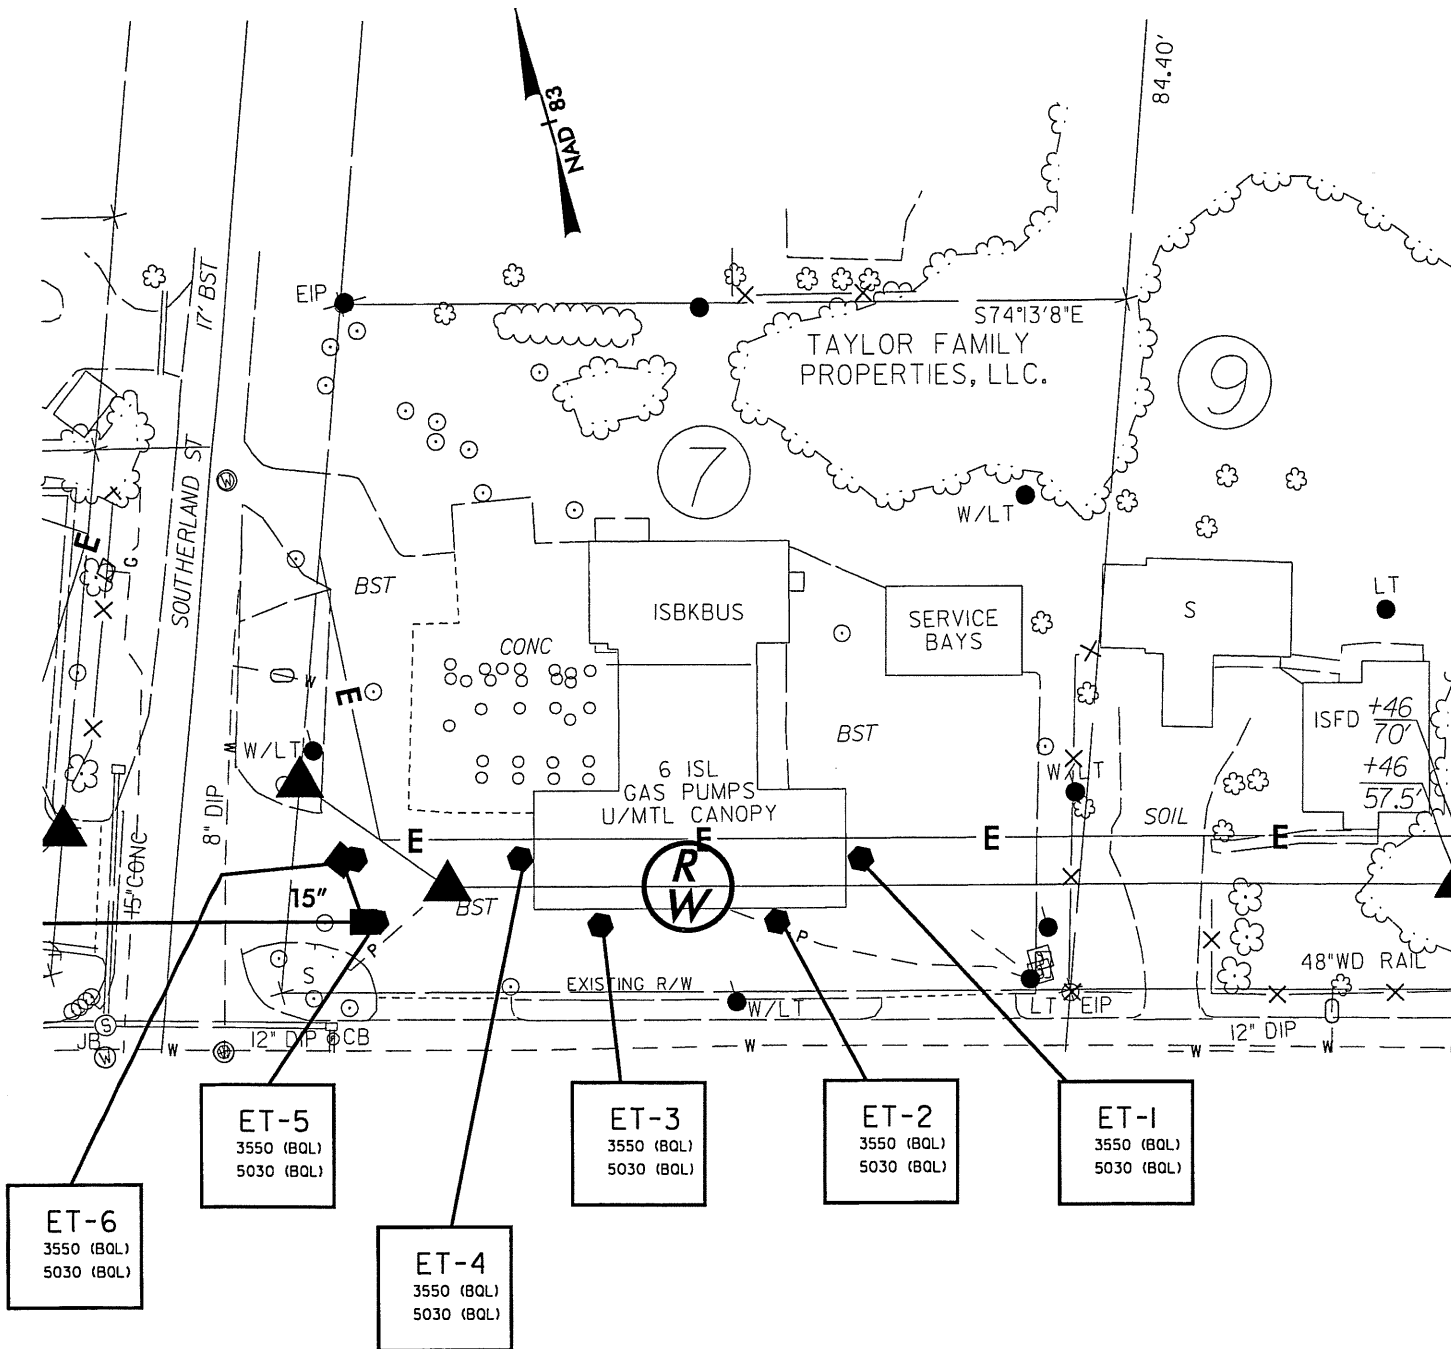 NAD 83
84.40'
17' BST
EIP
S74°13'8"E
TAYLOR FAMILY
PROPERTIES, LLC.
9
7
SOUTHERLAND ST
W
W/LT
E
G
BST
ISBKBUS
SERVICE
BAYS
S
LT
CONC
W
E
ISFD
+46
70'
+46
57.5'
BST
W
W/LT
6 ISL
GAS PUMPS
U/MTL CANOPY
W/LT
SOIL
8" DIP
15"CONC
E
E
E
E
R
W
15"
BST
P
P
S
EXISTING R/W
W/LT
LT
EIP
48"WD RAIL
12" DIP
S
JB
W
W
12" DIP
CB
W
W
W
ET-5
3550 (BQL)
5030 (BQL)
ET-3
3550 (BQL)
5030 (BQL)
ET-2
3550 (BQL)
5030 (BQL)
ET-1
3550 (BQL)
5030 (BQL)
ET-6
3550 (BQL)
5030 (BQL)
ET-4
3550 (BQL)
5030 (BQL)